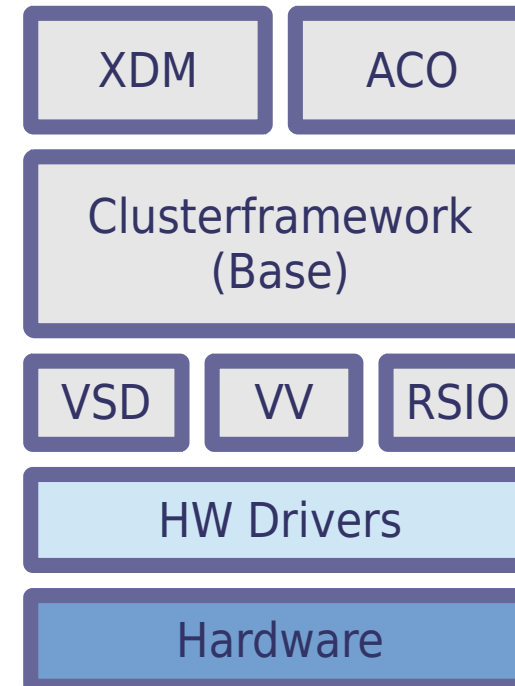 XDM ACO
Clusterframework
(Base)
VSD VV RSIO
HW Drivers
Hardware